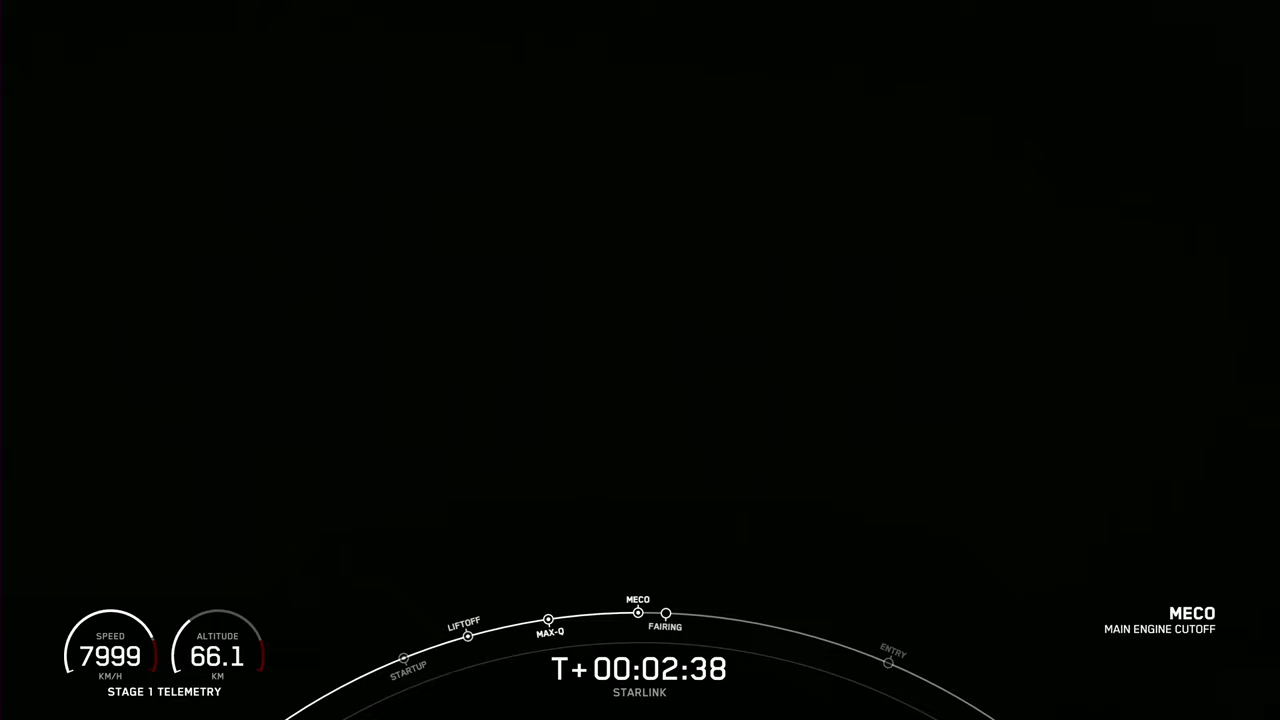 SPEED
7999
KM/H
ALTITUDE
66.1
KM
STAGE 1 TELEMETRY
STARTUP
LIFTOFF
MAX-Q
MECO
FAIRING
ENTRY
T+00:02:38
STARLINK
MECO
MAIN ENGINE CUTOFF